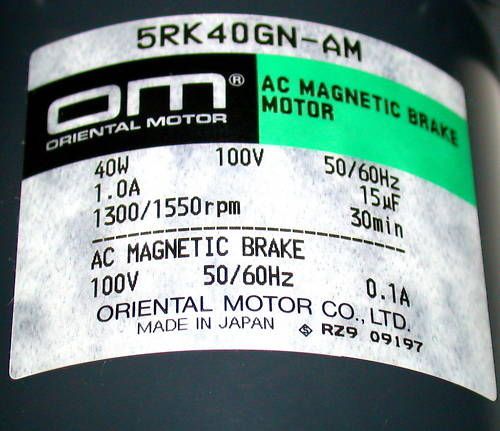 5RK40GN-AM
OM®
ORIENTAL MOTOR
AC MAGNETIC BRAKE
MOTOR
40W 100V 50/60Hz
1.0A 15µF
1300/1550rpm 30min
AC MAGNETIC BRAKE
100V 50/60Hz 0.1A
ORIENTAL MOTOR CO., LTD.
MADE IN JAPAN RZ9 09197